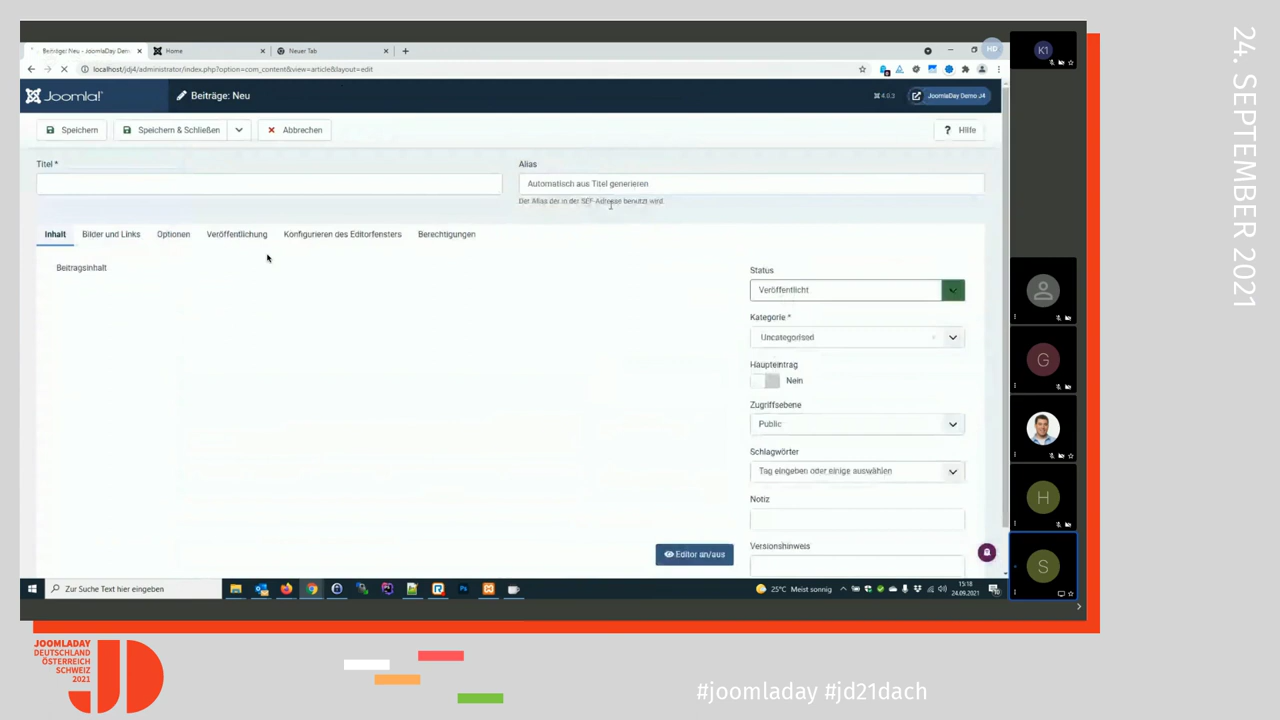 Beiträge: Neu - JoomlaDay Dem
Home
Neuer Tab
HD
K1
localhost/jdj4/administrator/index.php?option=com_content&view=article&layout=edit
Joomla!
Beiträge: Neu
4.0.3
JoomlaDay Demo J4
Speichern
Speichern & Schließen
Abbrechen
Hilfe
Titel *
Alias
Automatisch aus Titel generieren
Der Alias der in der SEF-Adresse benutzt wird
Inhalt
Bilder und Links
Optionen
Veröffentlichung
Konfigurieren des Editorfensters
Berechtigungen
Beitragsinhalt
Status
Veröffentlicht
Kategorie *
Uncategorised
Haupteintrag
Nein
Zugriffsebene
Public
Schlagwörter
Tag eingeben oder einige auswählen
Notiz
Versionshinweis
Editor an/aus
G
H
S
Zur Suche Text hier eingeben
25°C Meist sonnig
15:18
24.09.2021
24. SEPTEMBER 2021
JOOMLADAY
DEUTSCHLAND
ÖSTERREICH
SCHWEIZ
2021
#joomladay #jd21dach